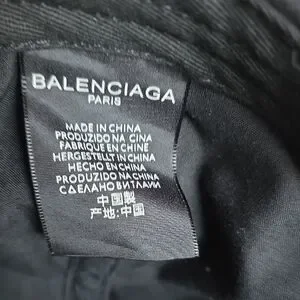 BALENCIAGA
PARIS
MADE IN CHINA
PRODUZIDO NA CINA
FABRIQUE EN CHINE
HERGESTELLT IN CHINA
HECHO EN CHINA
PRODUZIDO NA CHINA
СДЕЛАНО ВИТАЛИИ
中国製
产地:中国